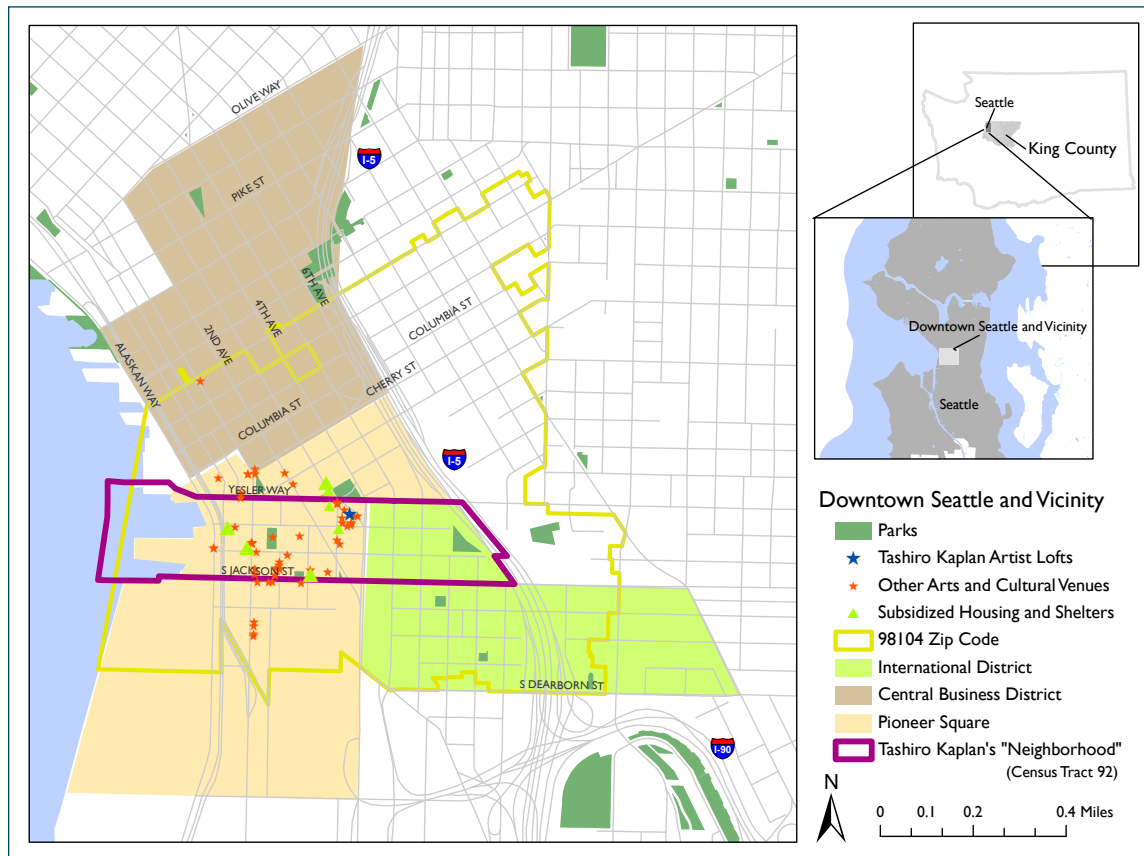 OLIVE WAY
PIKE ST
I-5
6TH AVE
4TH AVE
2ND AVE
ALASKAN WAY
COLUMBIA ST
CHERRY ST
COLUMBIA ST
I-5
YESLER WAY
S JACKSON ST
S DEARBORN ST
I-90
Seattle
King County
Downtown Seattle and Vicinity
Seattle
Downtown Seattle and Vicinity
Parks
Tashiro Kaplan Artist Lofts
Other Arts and Cultural Venues
Subsidized Housing and Shelters
98104 Zip Code
International District
Central Business District
Pioneer Square
Tashiro Kaplan's "Neighborhood"
(Census Tract 92)
N
0 0.1 0.2 0.4 Miles